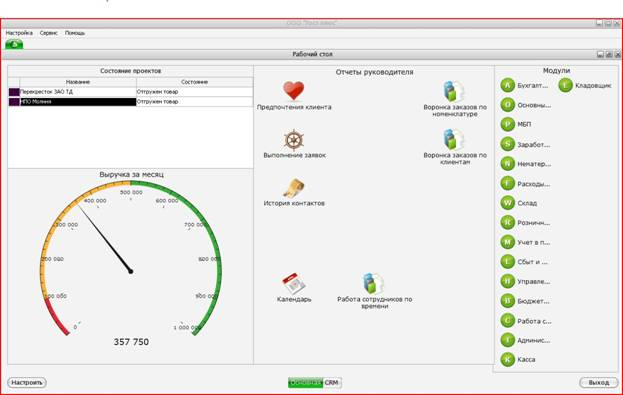 ООО "Рост плюс"
Настройка Сервис Помощь
Рабочий стол
Состояние проектов
Название Состояние
Перекресток ЗАО ТД Отгружен товар
НПО Молния Отгружен товар
Выручка за месяц
0
100 000
200 000
300 000
400 000
500 000
600 000
700 000
800 000
900 000
1 000 000
357 750
Отчеты руководителя
Предпочтения клиента
Воронка заказов по
номенклатуре
Выполнение заявок
Воронка заказов по
клиентам
История контактов
Календарь
Работа сотрудников по
времени
Модули
Бухгалт...
Кладовщик
Основны...
МБП
Заработ...
Нематер...
Расходы...
Склад
Рознич...
Учет в п...
Сбыт и ...
Управле...
Бюджет...
Работа с...
Админис...
Касса
Настроить
Основная CRM
Выход